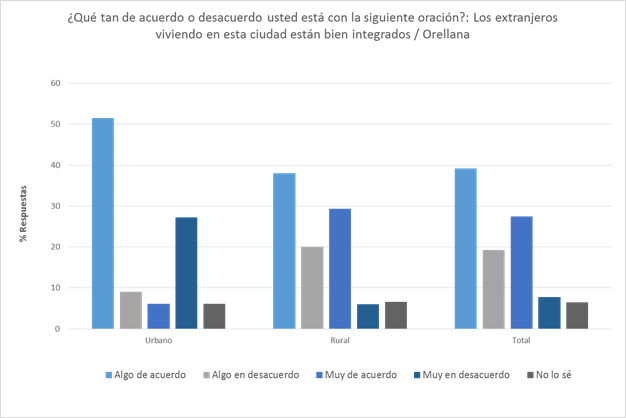 ¿Qué tan de acuerdo o desacuerdo usted está con la siguiente oración?: Los extranjeros
viviendo en esta ciudad están bien integrados / Orellana
60
50
40
30
20
10
0
% Respuestas
Urbano
Rural
Total
Algo de acuerdo
Algo en desacuerdo
Muy de acuerdo
Muy en desacuerdo
No lo sé